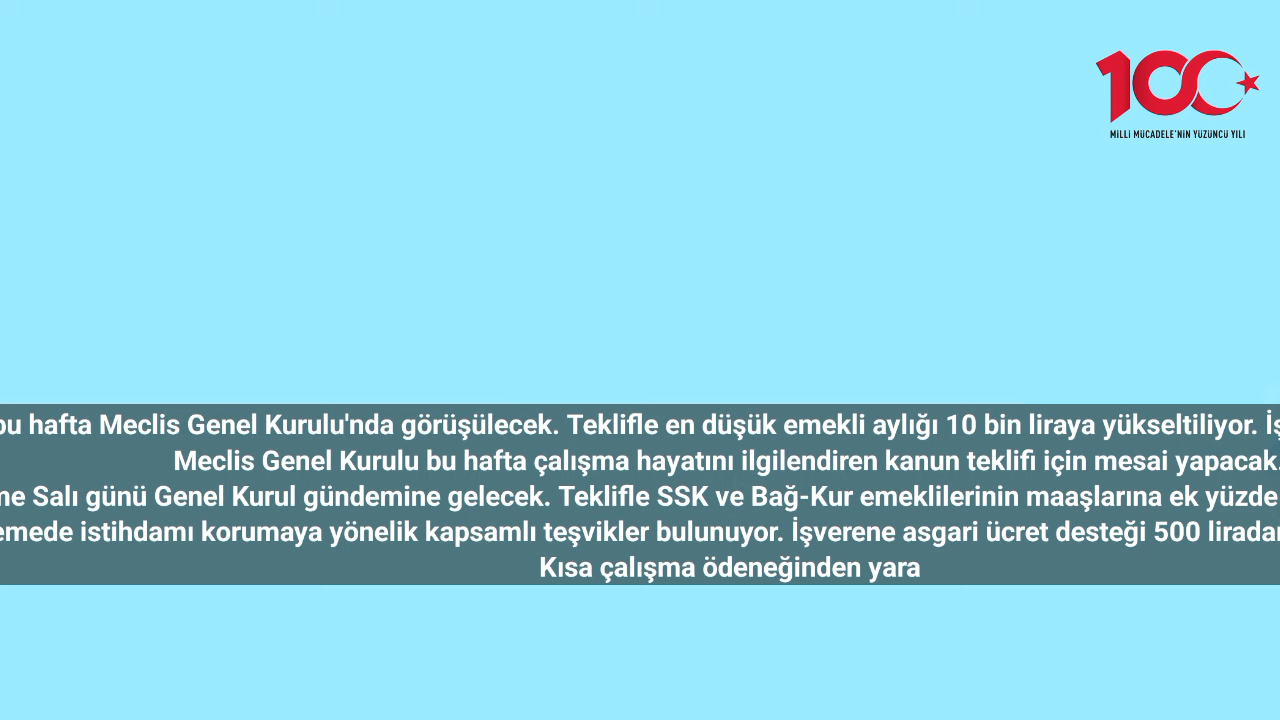 100
MİLLİ MÜCADELE'NİN YÜZÜNCÜ YILI
bu hafta Meclis Genel Kurulu'nda görüşülecek. Teklifle en düşük emekli aylığı 10 bin liraya yükseltiliyor.
Meclis Genel Kurulu bu hafta çalışma hayatını ilgilendiren kanun teklifi için mesai yapacak.
Salı günü Genel Kurul gündemine gelecek. Teklifle SSK ve Bağ-Kur emeklilerinin maaşlarına ek yüzde
istihdamı korumaya yönelik kapsamlı teşvikler bulunuyor. İşverene asgari ücret desteği 500
Kısa çalışma ödeneğinden yara